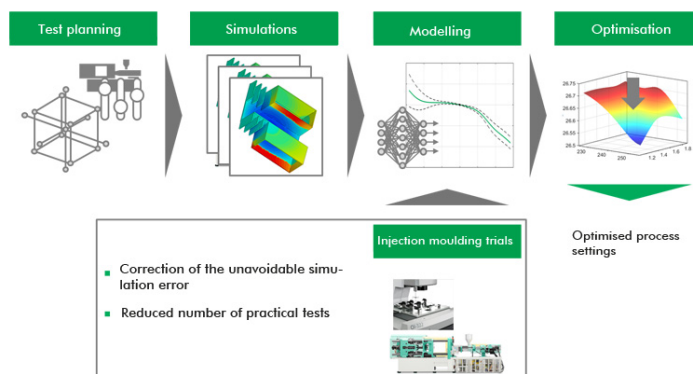 Test planning
Simulations
Modelling
Optimisation
26.75
26.7
26.65
26.6
26.55
26.5
230
240
250
1.2
1.4
1.6
1.8
Injection moulding trials
Optimised process
settings
Correction of the unavoidable simu-
lation error
Reduced number of practical tests